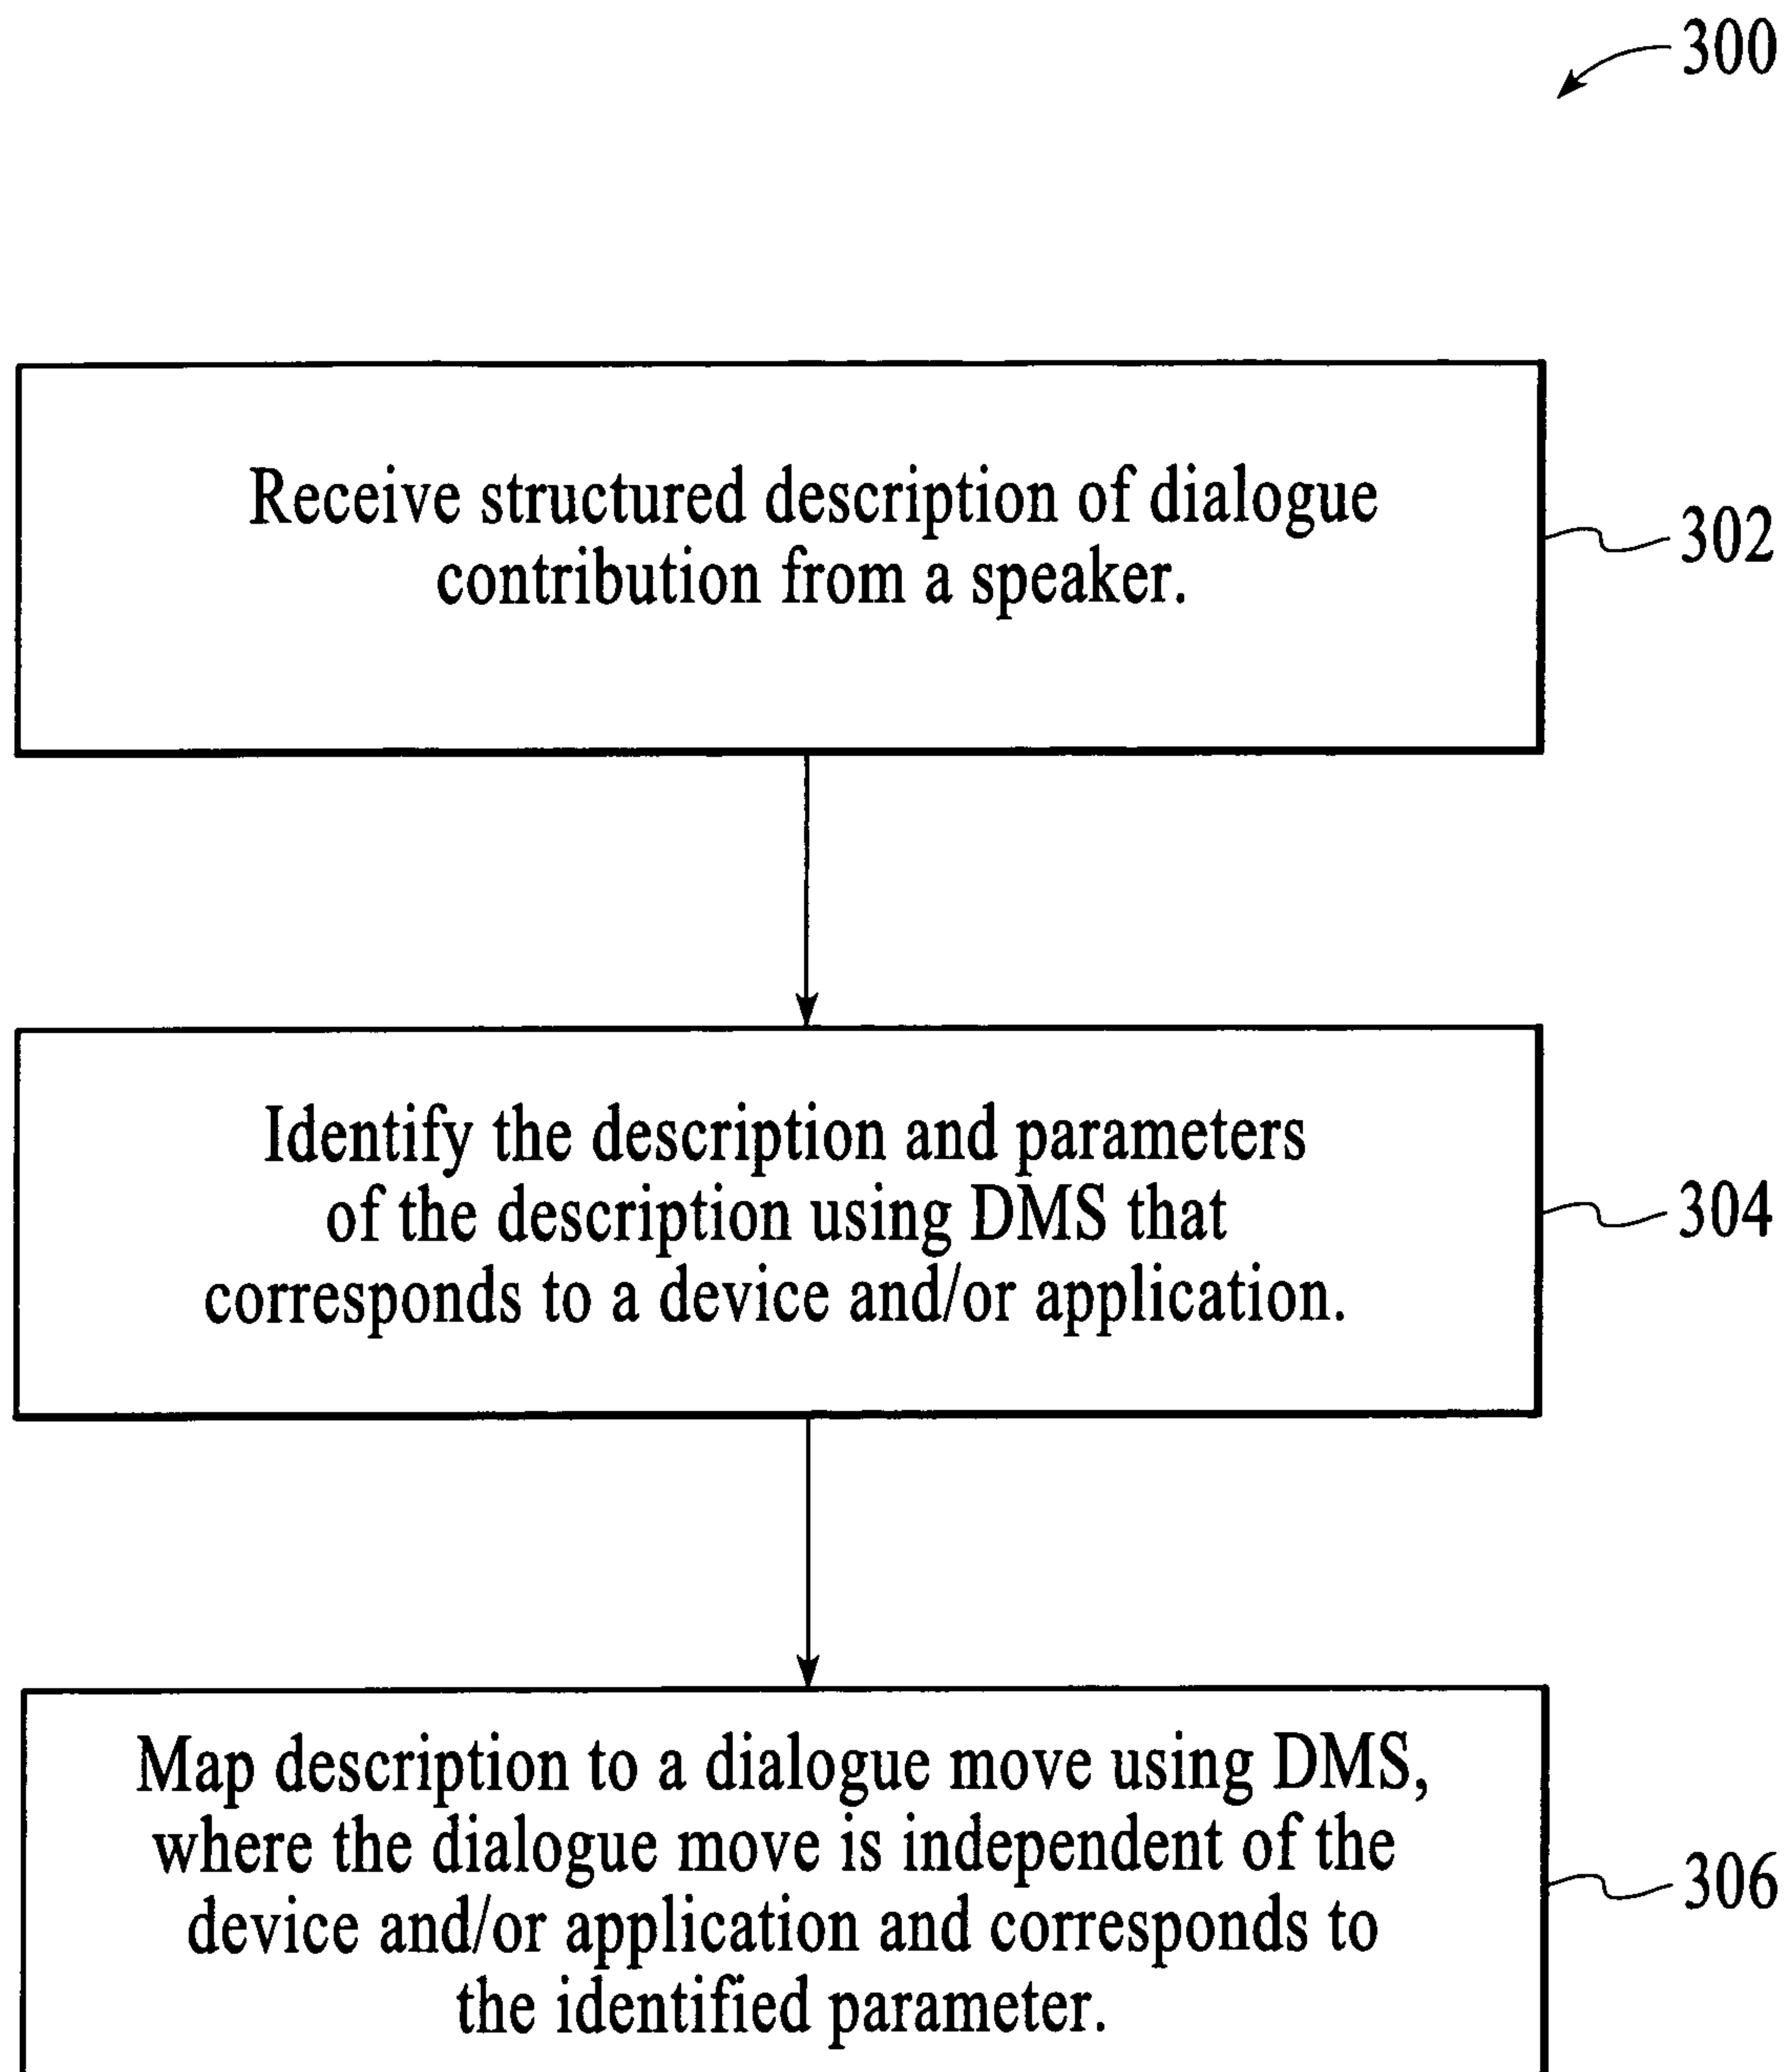 300
Receive structured description of dialogue
contribution from a speaker.
302
Identify the description and parameters
of the description using DMS that
corresponds to a device and/or application.
304
Map description to a dialogue move using DMS,
where the dialogue move is independent of the
device and/or application and corresponds to
the identified parameter.
306